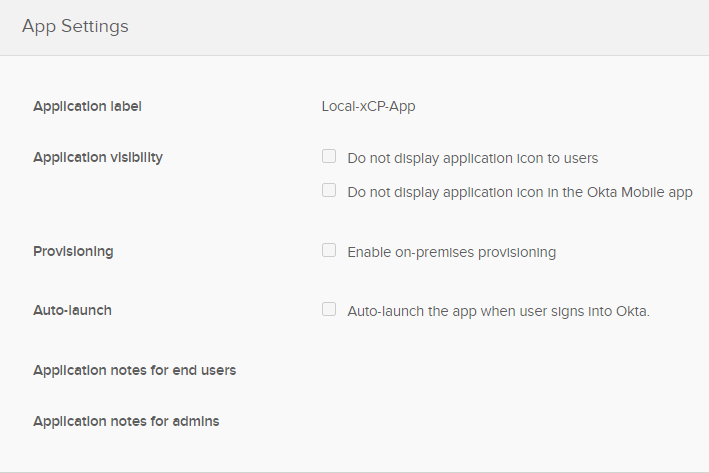 App Settings
Application label
Local-xCP-App
Application visibility
Do not display application icon to users
Do not display application icon in the Okta Mobile app
Provisioning
Enable on-premises provisioning
Auto-launch
Auto-launch the app when user signs into Okta.
Application notes for end users
Application notes for admins